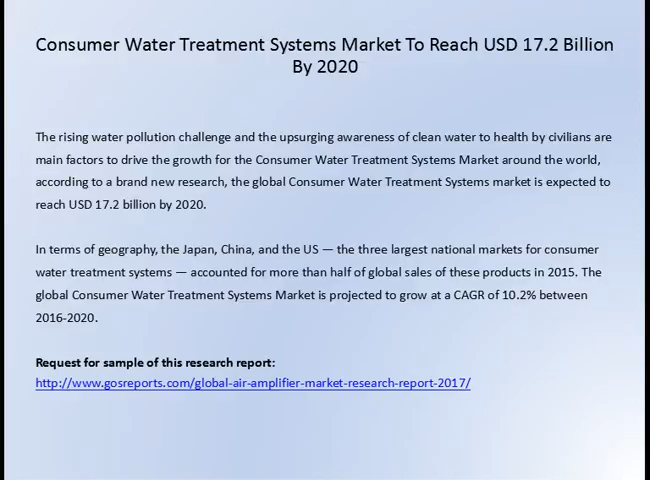 Consumer Water Treatment Systems Market To Reach USD 17.2 Billion
By 2020
The rising water pollution challenge and the upsurging awareness of clean water to health by civilians are
main factors to drive the growth for the Consumer Water Treatment Systems Market around the world,
according to a brand new research, the global Consumer Water Treatment Systems market is expected to
reach USD 17.2 billion by 2020.
In terms of geography, the Japan, China, and the US — the three largest national markets for consumer
water treatment systems — accounted for more than half of global sales of these products in 2015. The
global Consumer Water Treatment Systems Market is projected to grow at a CAGR of 10.2% between
2016-2020.
Request for sample of this research report:
http://www.gosreports.com/global-air-amplifier-market-research-report-2017/